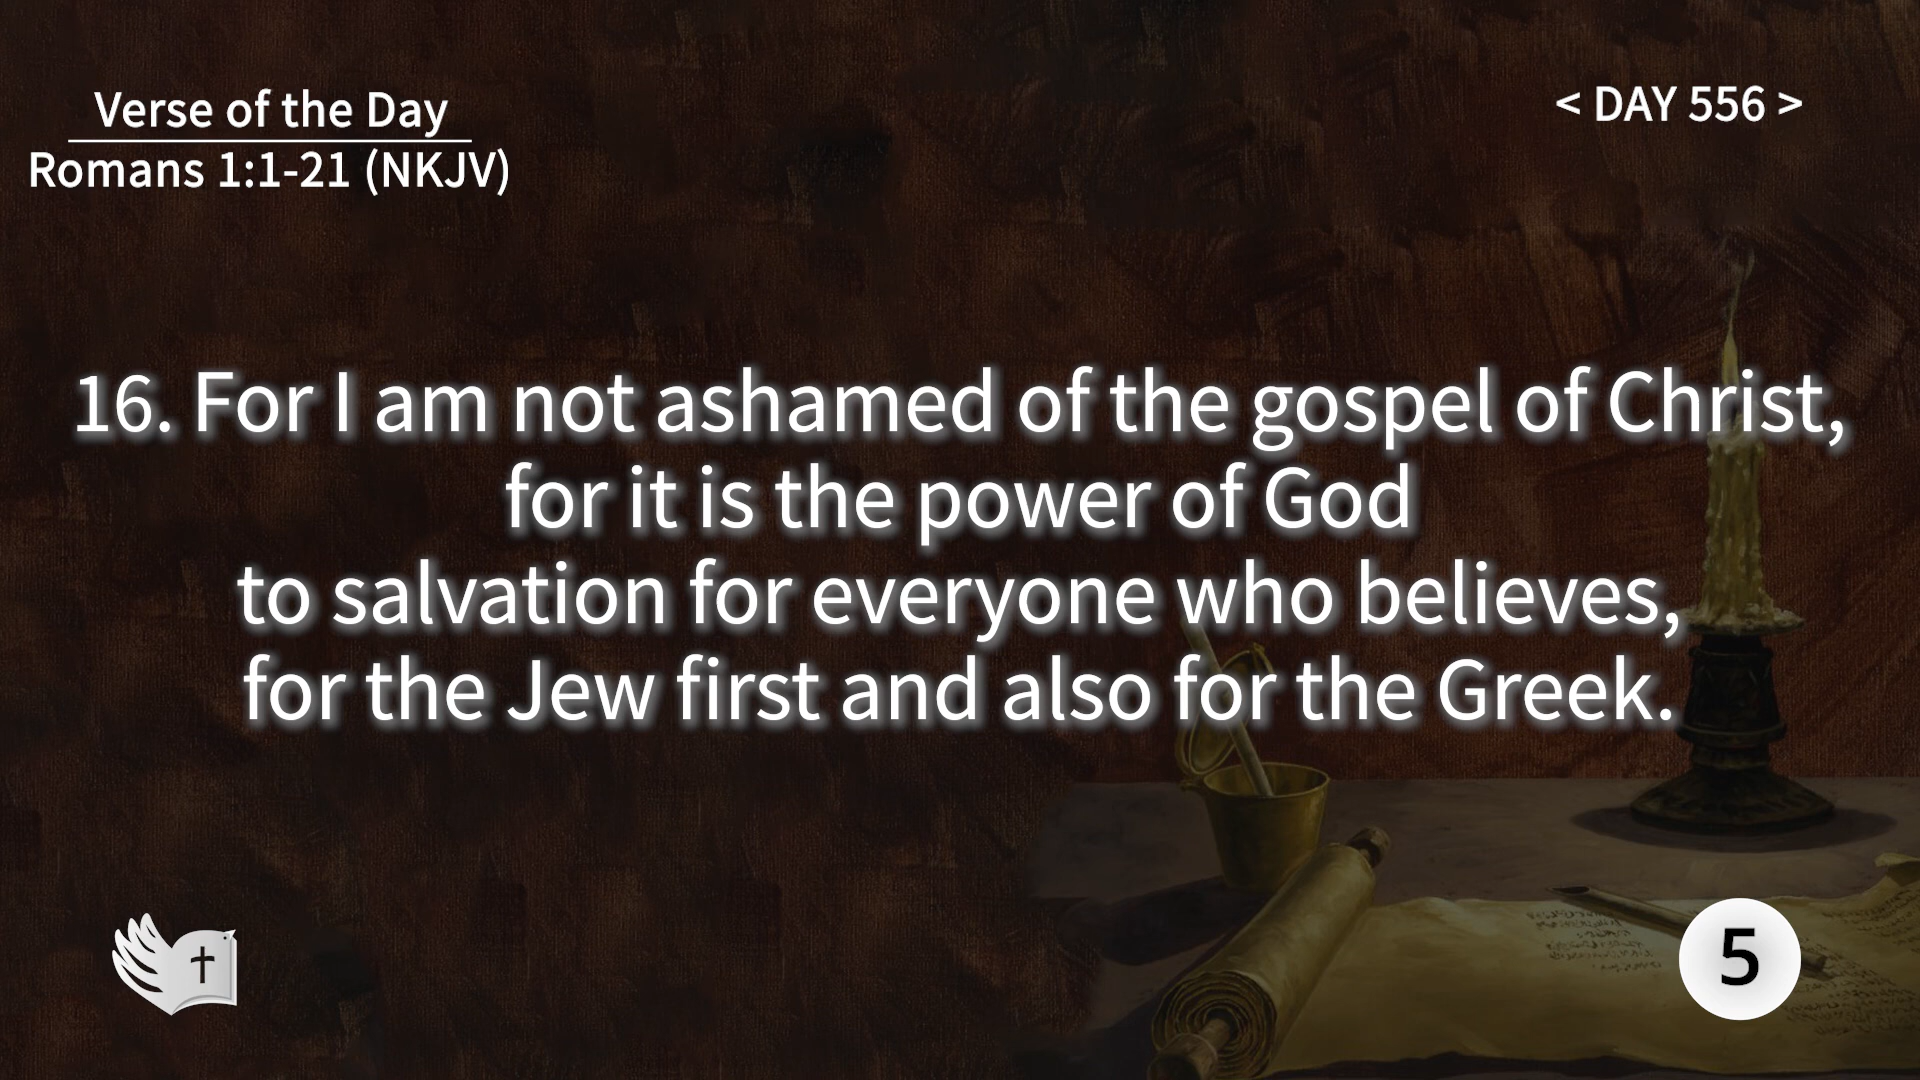 Verse of the Day
Romans 1:1-21 (NKJV)
< DAY 556 >
16. For I am not ashamed of the gospel of Christ,
for it is the power of God
to salvation for everyone who believes,
for the Jew first and also for the Greek.
5